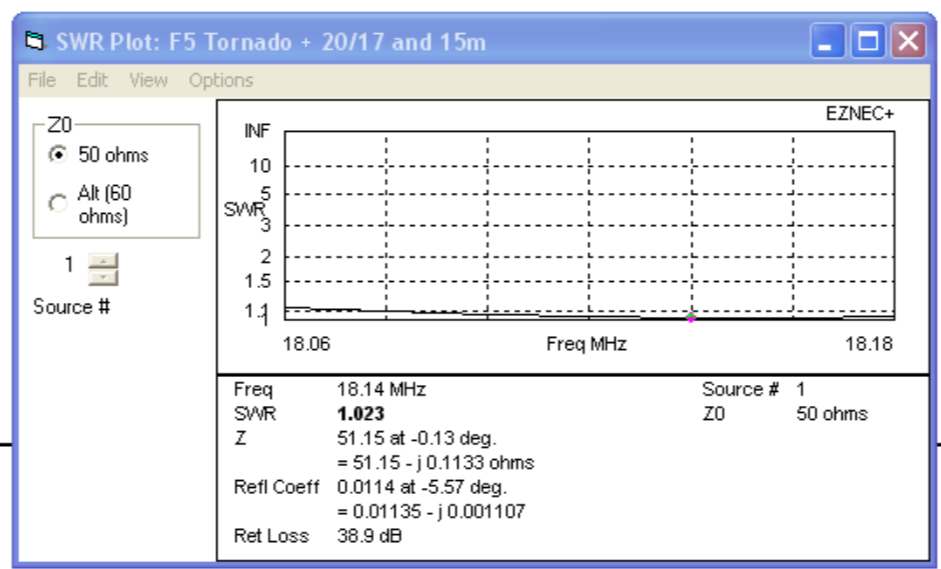 SWR Plot: F5 Tornado + 20/17 and 15m
File Edit View Options
Z0
50 ohms
Alt (60
ohms)
1
Source #
EZNEC+
INF
10
5
SWR
3
2
1.5
1.1
1
18.06
Freq MHz
18.18
Freq 18.14 MHz Source # 1
SWR 1.023 Z0 50 ohms
Z 51.15 at -0.13 deg.
= 51.15 - j 0.1133 ohms
Refl Coeff 0.0114 at -5.57 deg.
= 0.01135 - j 0.001107
Ret Loss 38.9 dB